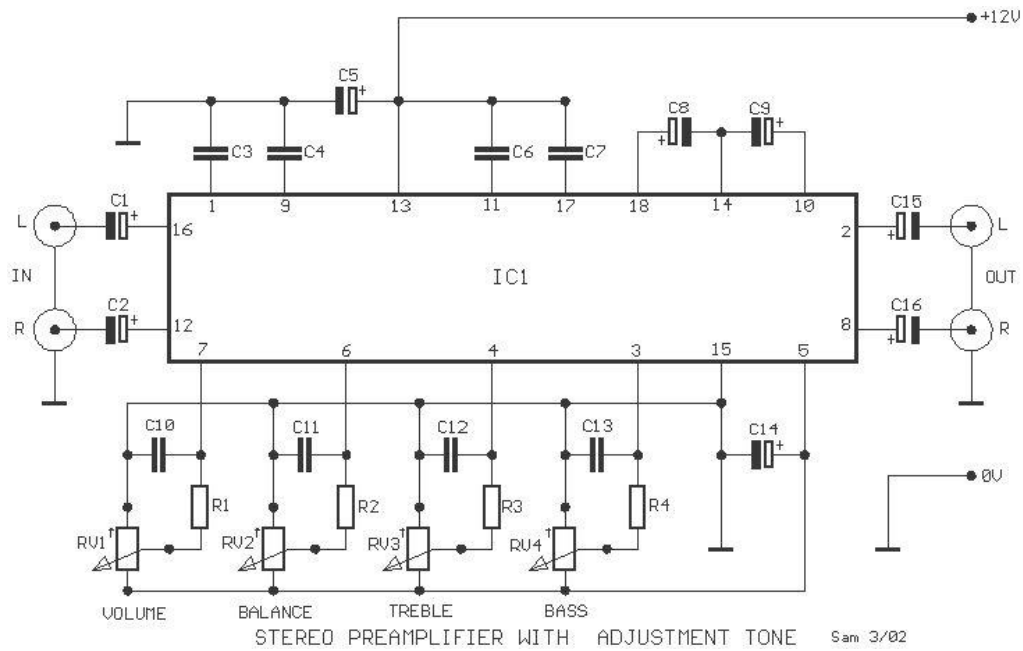 +12V
C5
C8
C9
C3
C4
C6
C7
C1
1
9
13
11
17
18
14
10
C15
L
+
16
2
L
IN
IC1
OUT
C2
R
12
8
C16
R
7
6
4
3
15
5
C10
C11
C12
C13
C14
0V
R1
R2
R3
R4
RV1
RV2
RV3
RV4
VOLUME
BALANCE
TREBLE
BASS
STEREO PREAMPLIFIER WITH ADJUSTMENT TONE
Sam 3/02